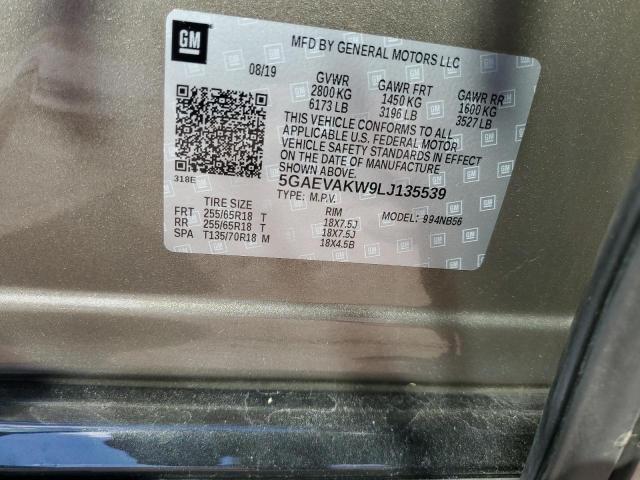 GM
MFD BY GENERAL MOTORS LLC
08/19
GVWR GAWR FRT GAWR RR
2800 KG 1450 KG 1600 KG
6173 LB 3196 LB 3527 LB
THIS VEHICLE CONFORMS TO ALL
APPLICABLE U.S. FEDERAL MOTOR
VEHICLE SAFETY STANDARDS IN EFFECT
ON THE DATE OF MANUFACTURE
SHOWN ABOVE.
318E
5GAEVAKW9LJ135539
TYPE: M.P.V.
MODEL: 994NB56
TIRE SIZE RIM
FRT 255/65R18 T 18X7.5J
RR 255/65R18 T 18X7.5J
SPA T135/70R18 M 18X4.5B